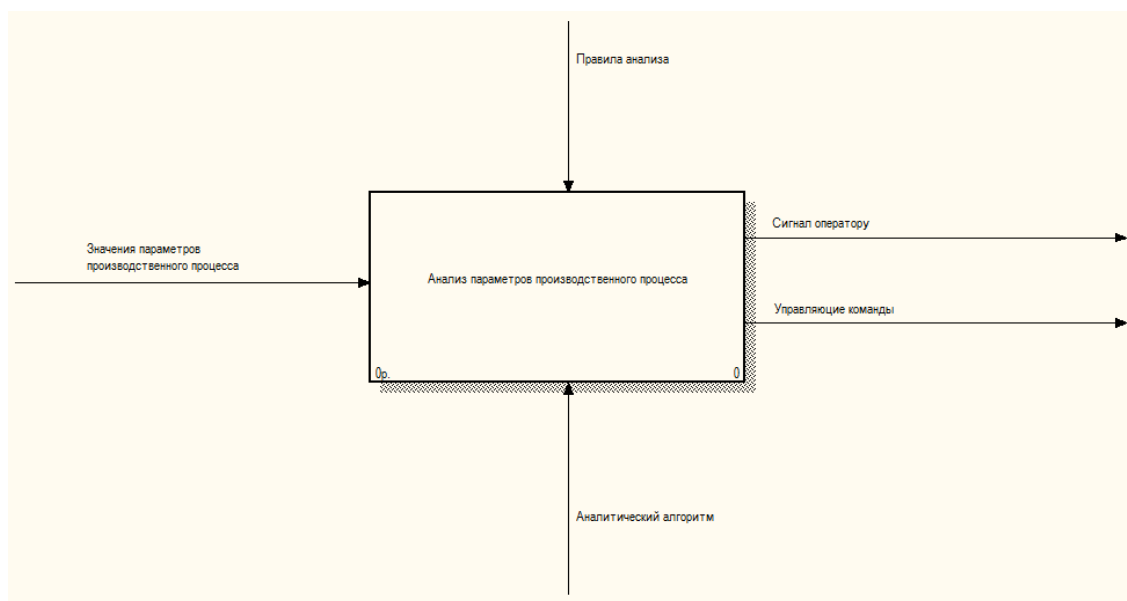 Правила анализа
Сигнал оператору
Значения параметров
производственного процесса
Анализ параметров производственного процесса
Управляющие команды
0р.
0
Аналитический алгоритм